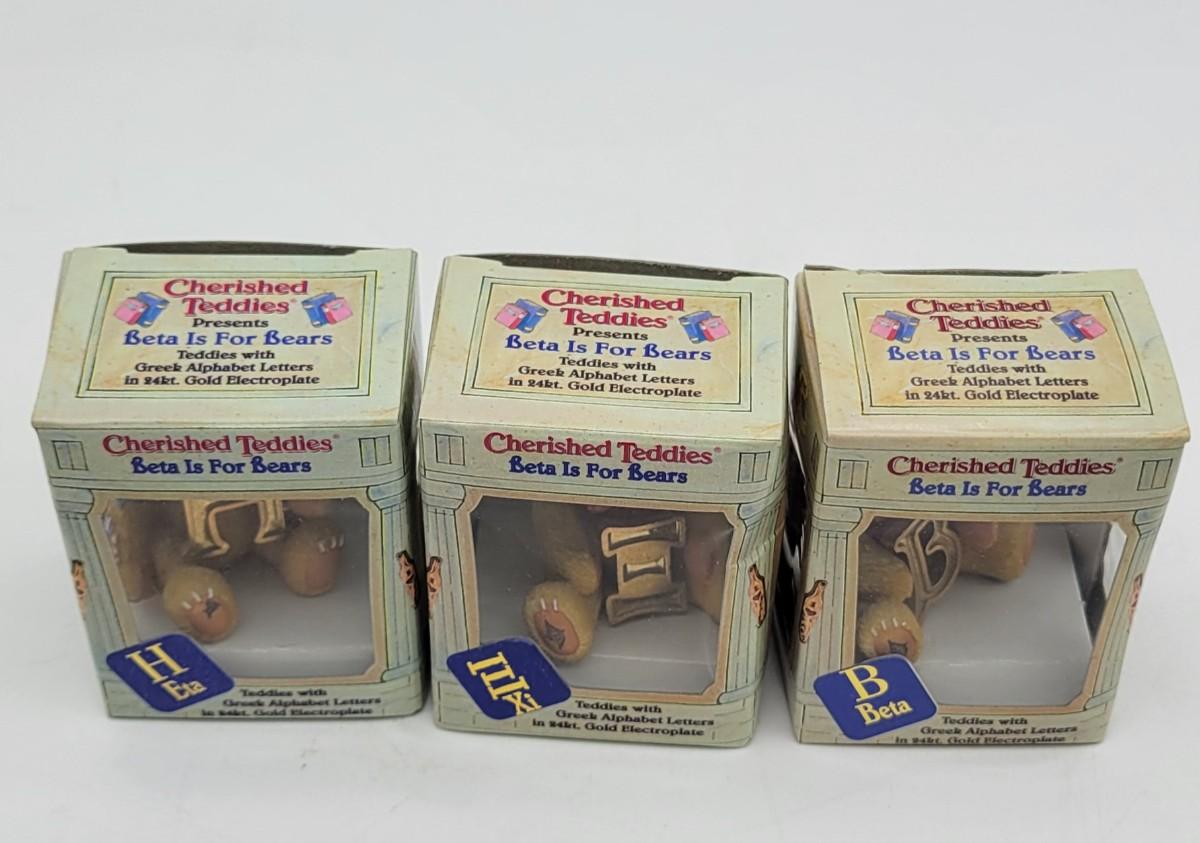 Cherished
Teddies®
Presents
Beta Is For Bears
Teddies with
Greek Alphabet Letters
in 24kt. Gold Electroplate
Cherished Teddies®
Beta Is For Bears
H
Eta
Teddies with
Greek Alphabet Letters
in 24kt. Gold Electroplate
Cherished
Teddies®
Presents
Beta Is For Bears
Teddies with
Greek Alphabet Letters
in 24kt. Gold Electroplate
Cherished Teddies®
Beta Is For Bears
Ξ
Xi
Teddies with
Greek Alphabet Letters
in 24kt. Gold Electroplate
Cherished
Teddies®
Presents
Beta Is For Bears
Teddies with
Greek Alphabet Letters
in 24kt. Gold Electroplate
Cherished Teddies®
Beta Is For Bears
B
B
Beta
Teddies with
Greek Alphabet Letters
in 24kt. Gold Electroplate